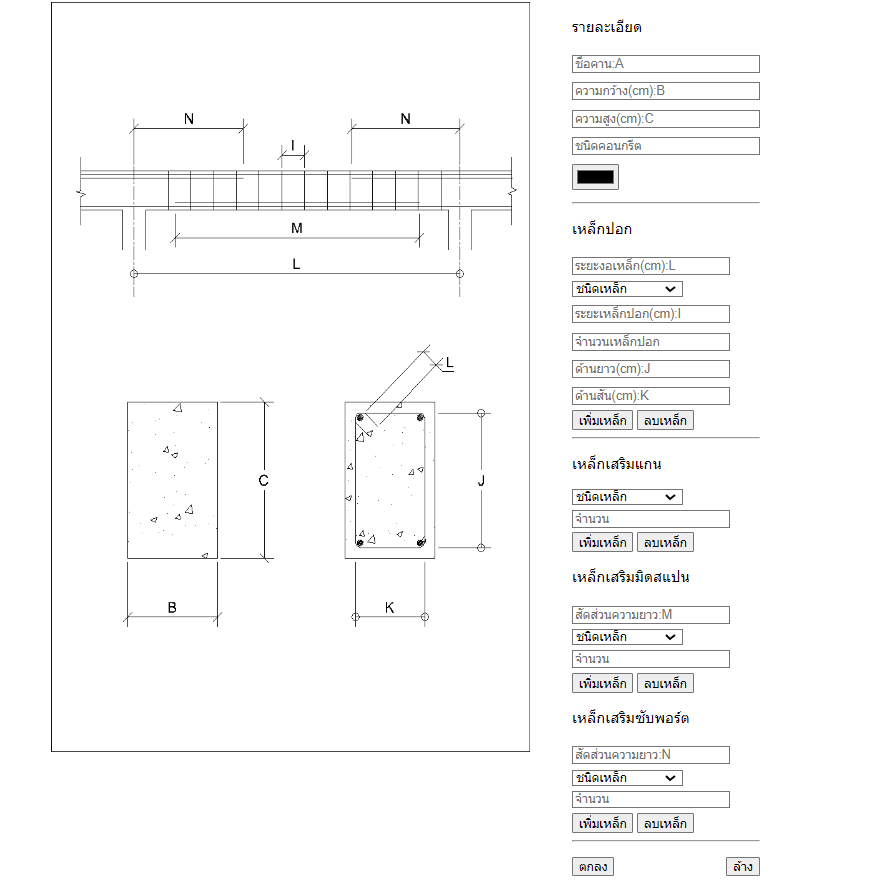 N
N
I
M
L
L
C
J
B
K
รายละเอียด
ชื่อคาน:A
ความกว้าง(cm):B
ความสูง(cm):C
ชนิดคอนกรีต
เหล็กปอก
ระยะงอเหล็ก(cm):L
ชนิดเหล็ก
ระยะเหล็กปอก(cm):I
จำนวนเหล็กปอก
ด้านยาว(cm):J
ด้านสัน(cm):K
เพิ่มเหล็ก ลบเหล็ก
เหล็กเสริมแกน
ชนิดเหล็ก
จำนวน
เพิ่มเหล็ก ลบเหล็ก
เหล็กเสริมมิดสแปน
สัดส่วนความยาว:M
ชนิดเหล็ก
จำนวน
เพิ่มเหล็ก ลบเหล็ก
เหล็กเสริมซับพอร์ต
สัดส่วนความยาว:N
ชนิดเหล็ก
จำนวน
เพิ่มเหล็ก ลบเหล็ก
ตกลง ล้าง